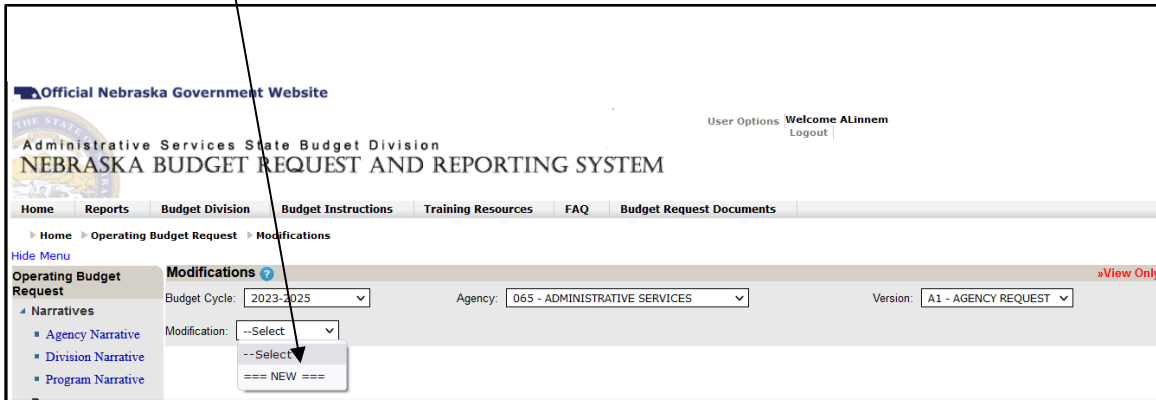 Official Nebraska Government Website
User Options Welcome ALinnem
Logout
THE STATE
Administrative Services State Budget Division
NEBRASKA BUDGET REQUEST AND REPORTING SYSTEM
Home Reports Budget Division Budget Instructions Training Resources FAQ Budget Request Documents
Home Operating Budget Request Modifications
Hide Menu
Operating Budget Request
Modifications ? »View Only
Budget Cycle: 2023-2025 Agency: 065 - ADMINISTRATIVE SERVICES Version: A1 - AGENCY REQUEST
Narratives
Modification: --Select
Agency Narrative
--Select
Division Narrative
=== NEW ===
Program Narrative